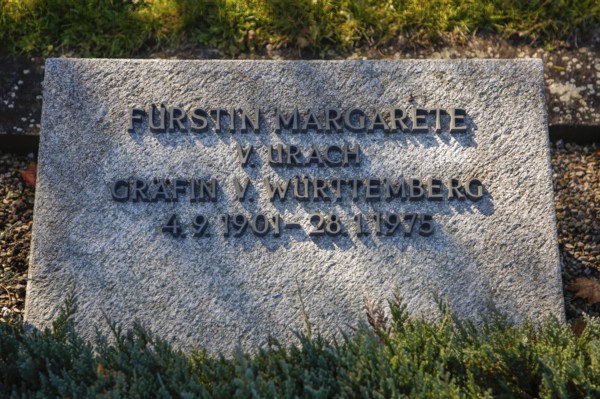 FÜRSTIN MARGARETE
V. URACH
GRÄFIN V. WÜRTTEMBERG
4.9.1901–28.1.1975